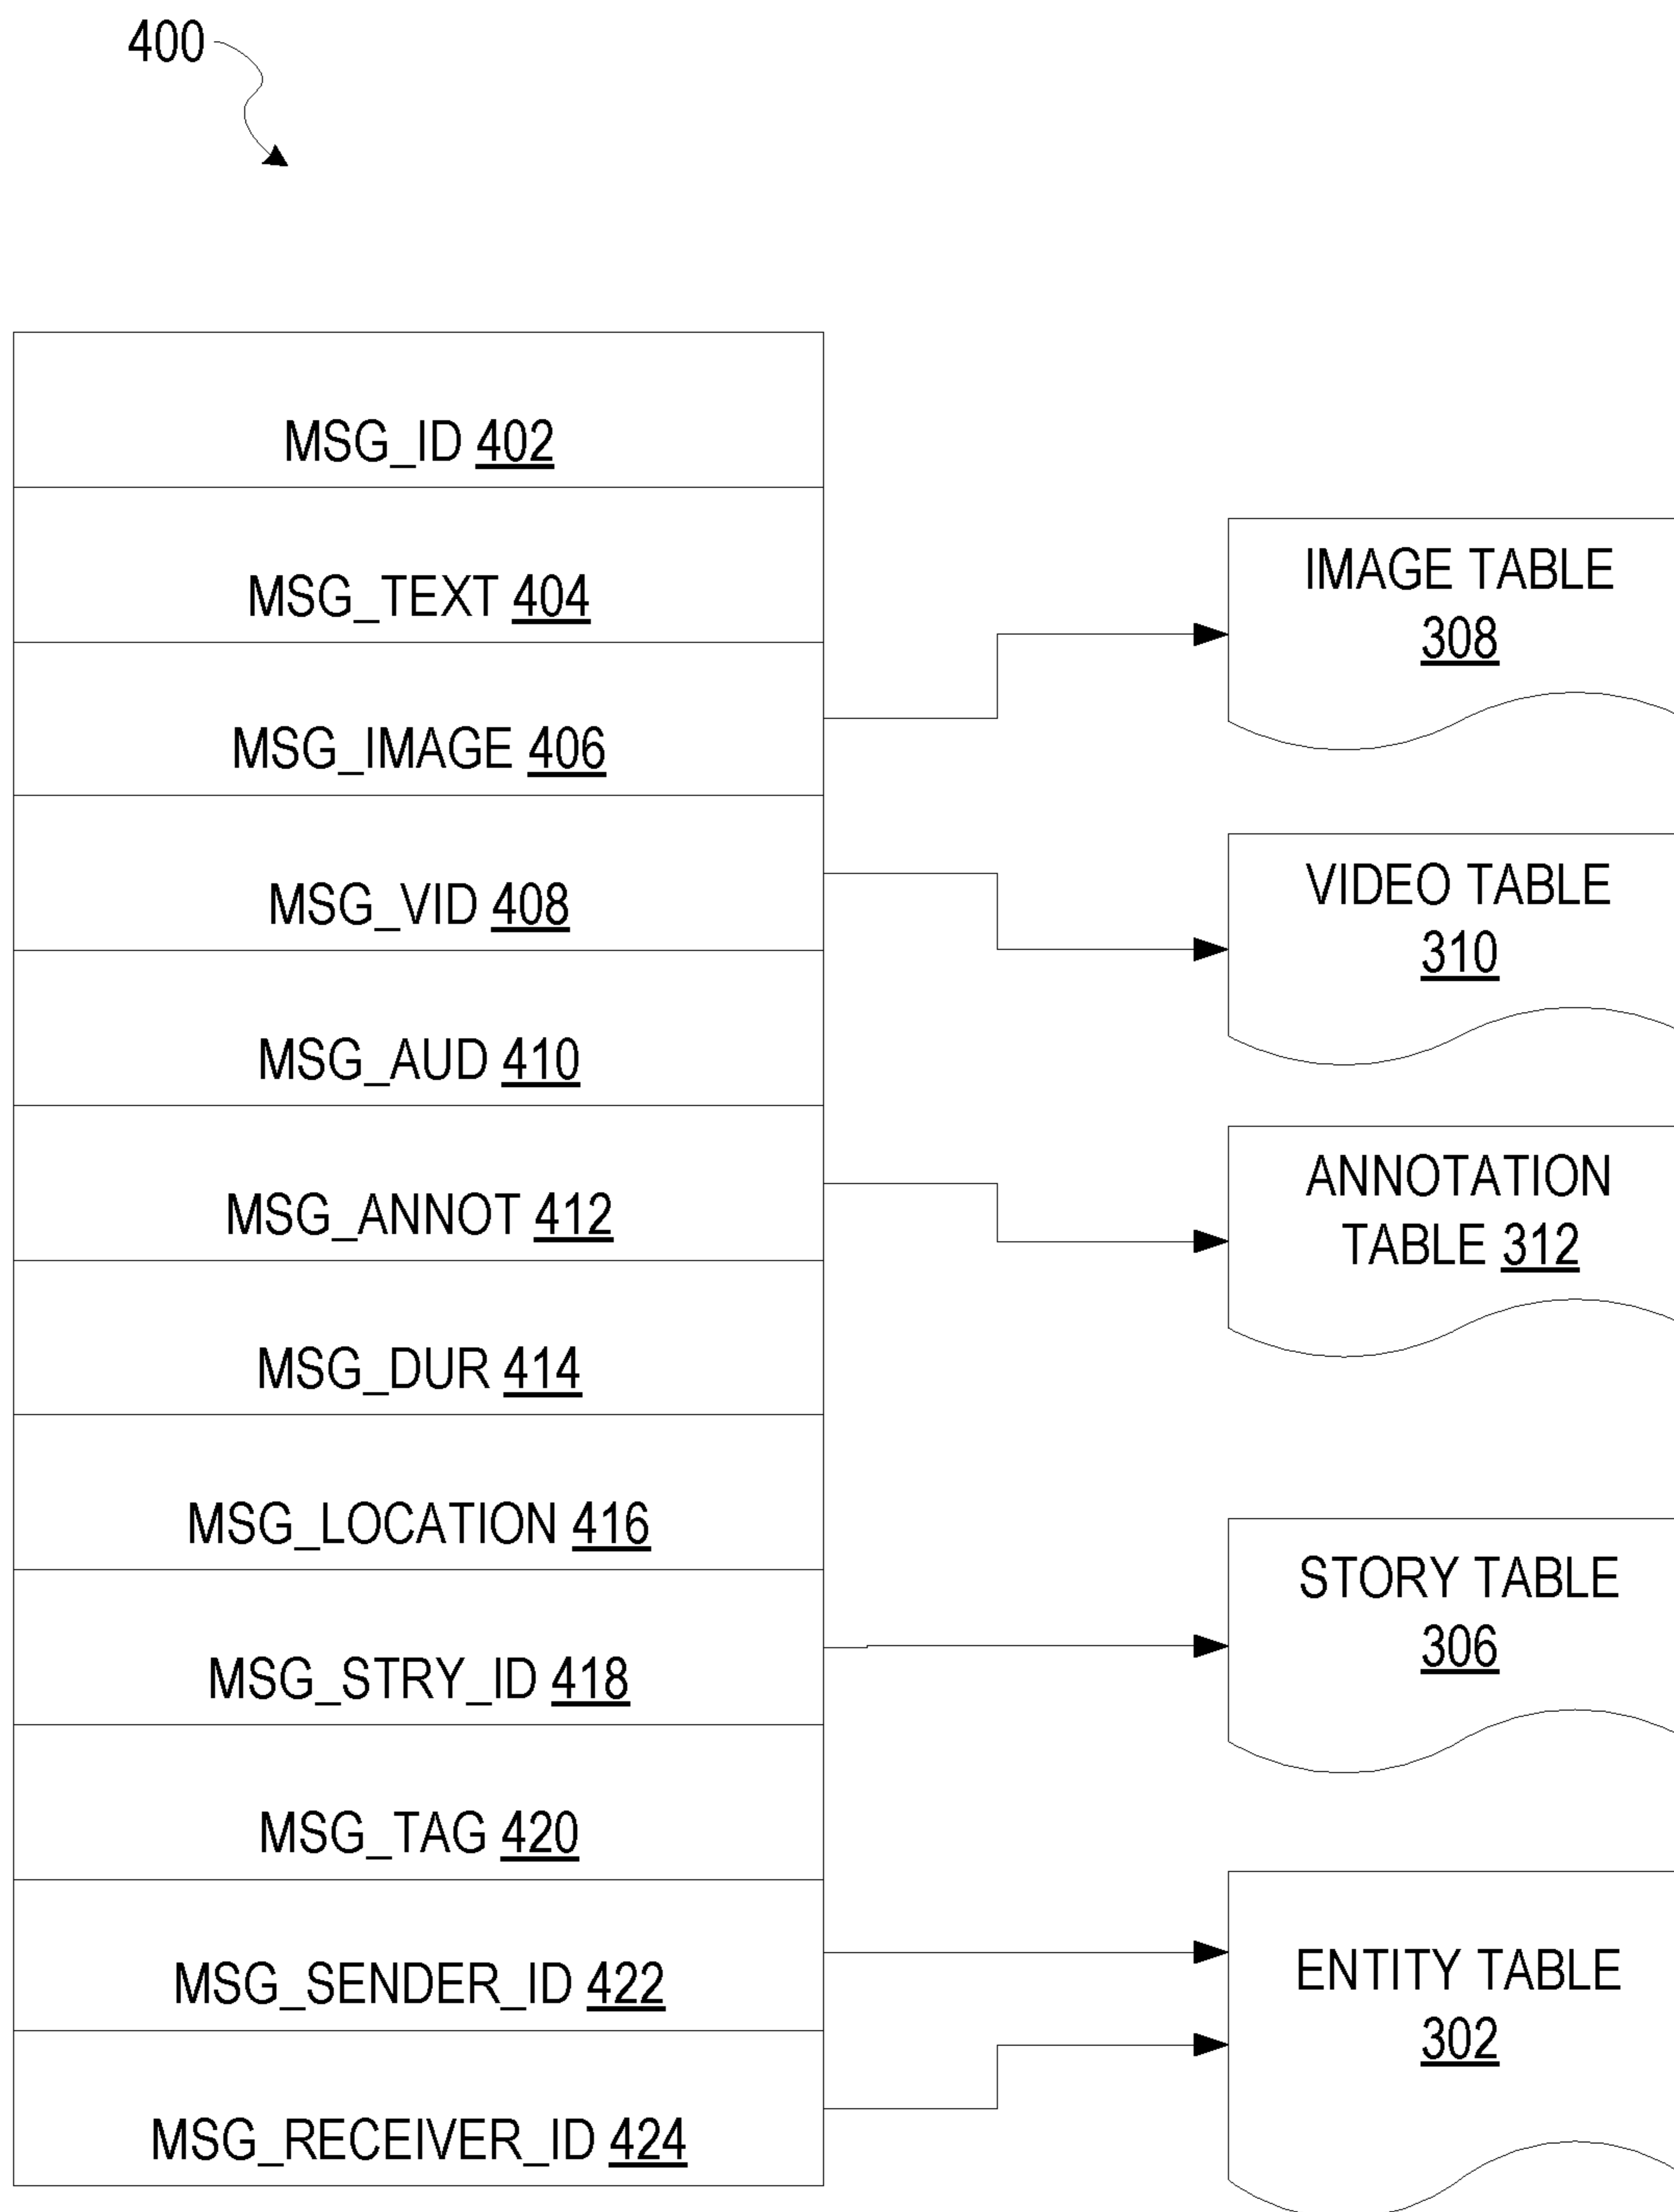 400
MSG_ID 402
MSG_TEXT 404
MSG_IMAGE 406
MSG_VID 408
MSG_AUD 410
MSG_ANNOT 412
MSG_DUR 414
MSG_LOCATION 416
MSG_STRY_ID 418
MSG_TAG 420
MSG_SENDER_ID 422
MSG_RECEIVER_ID 424
IMAGE TABLE
308
VIDEO TABLE
310
ANNOTATION
TABLE 312
STORY TABLE
306
ENTITY TABLE
302